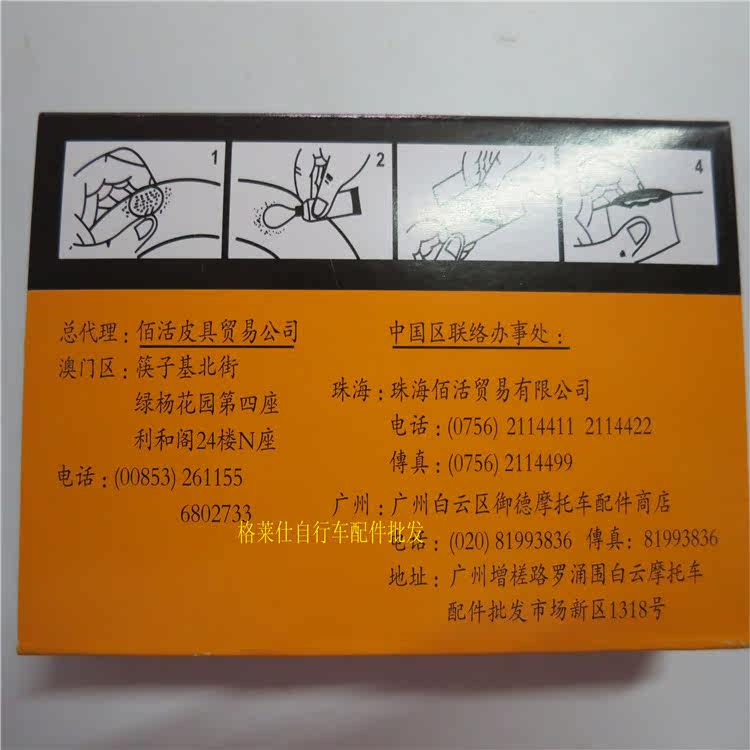 1
2
4
总代理：佰活皮具贸易公司
澳门区：筷子基北街
绿杨花园第四座
利和阁24楼N座
电话：(00853) 261155
6802733
中国区联络办事处：
珠海：珠海佰活贸易有限公司
电话：(0756) 2114411 2114422
傳真：(0756) 2114499
广州：广州白云区御德摩托车配件商店
电话：(020) 81993836 傳真：81993836
地址：广州增槎路罗涌围白云摩托车
配件批发市场新区1318号
格莱仕自行车配件批发